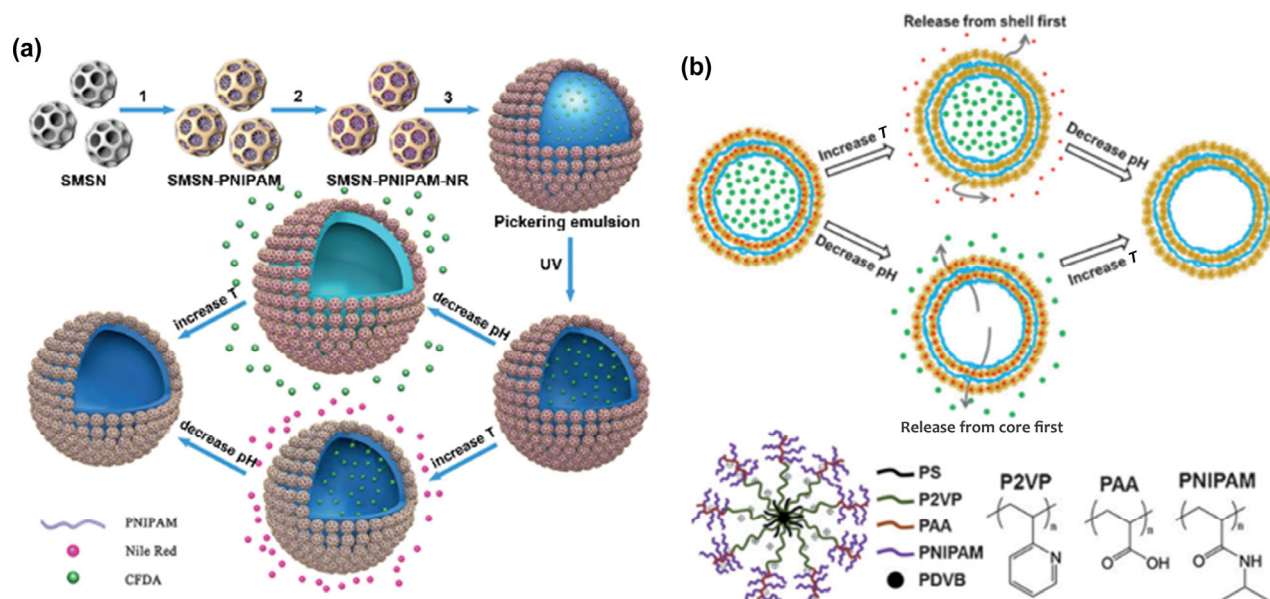 (a)
1
2
3
SMSN
SMSN-PNIPAM
SMSN-PNIPAM-NR
Pickering emulsion
UV
increase T
decrease pH
decrease pH
increase T
PNIPAM
Nile Red
CFDA
(b)
Release from shell first
Increase T
Decrease pH
Decrease pH
Increase T
Release from core first
PS
P2VP
PAA
PNIPAM
PDVB
P2VP
PAA
PNIPAM
n
n
n
N
O
OH
O
NH